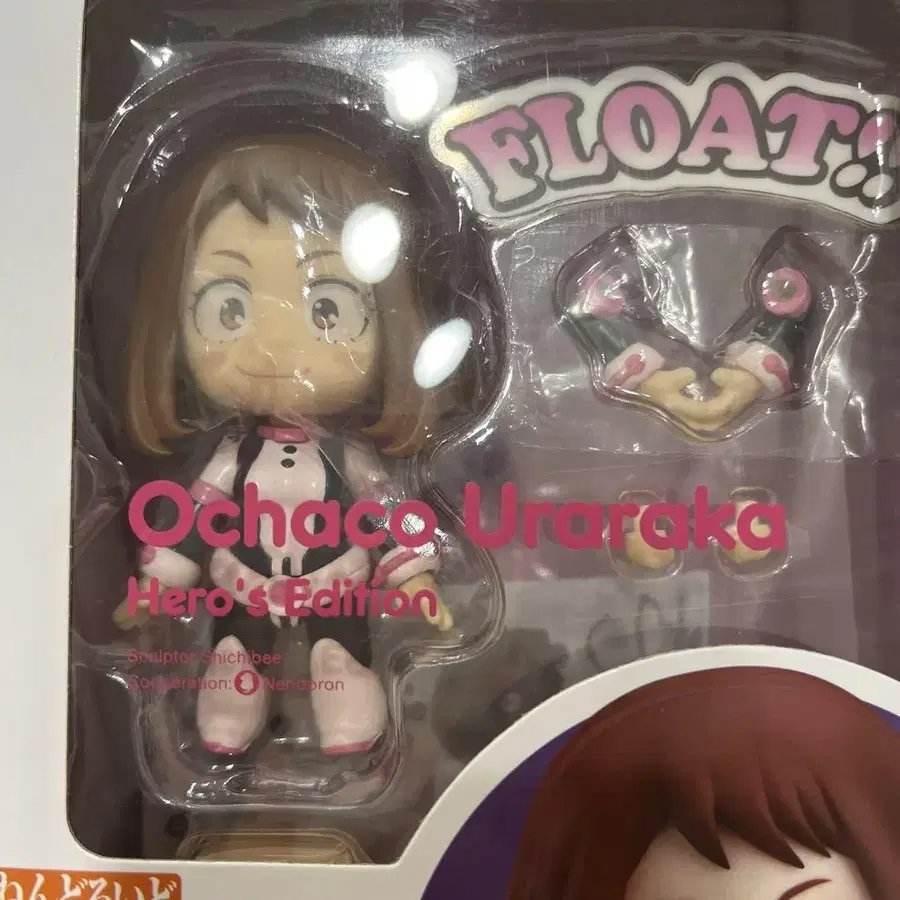 FLOAT!!
Ochaco Uraraka
Hero's Edition
Sculptor:Shichibee
Cooperation: Nendoron
ねんどろいど